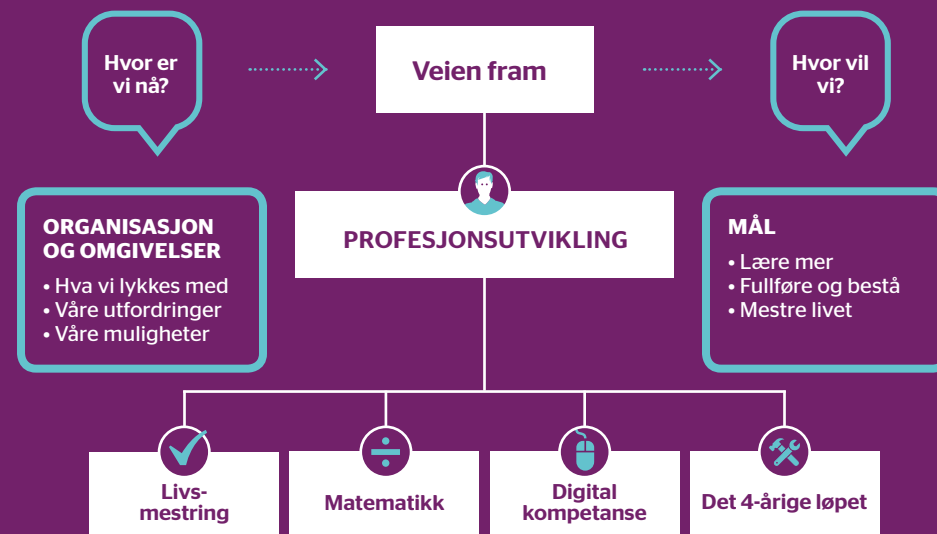 Hvor er
vi nå?
Veien fram
Hvor vil
vi?
ORGANISASJON
OG OMGIVELSER
• Hva vi lykkes med
• Våre utfordringer
• Våre muligheter
PROFESJONSUTVIKLING
MÅL
• Lære mer
• Fullføre og bestå
• Mestre livet
Livs-
mestring
Matematikk
Digital
kompetanse
Det 4-årige løpet